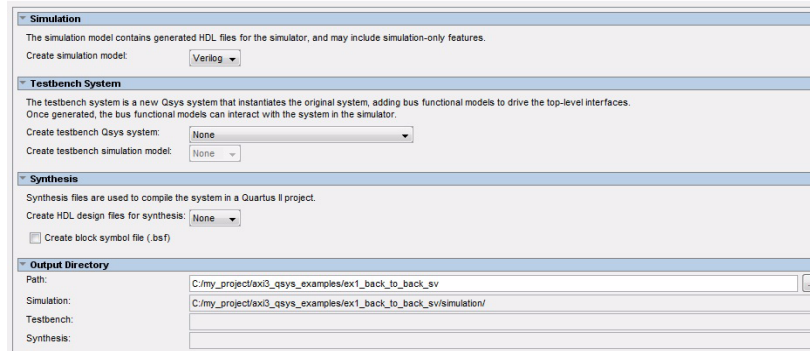 Simulation
The simulation model contains generated HDL files for the simulator, and may include simulation-only features.
Create simulation model: Verilog
Testbench System
The testbench system is a new Qsys system that instantiates the original system, adding bus functional models to drive the top-level interfaces.
Once generated, the bus functional models can interact with the system in the simulator.
Create testbench Qsys system: None
Create testbench simulation model: None
Synthesis
Synthesis files are used to compile the system in a Quartus II project.
Create HDL design files for synthesis: None
Create block symbol file (.bsf)
Output Directory
Path: C:/my_project/axi3_qsys_examples/ex1_back_to_back_sv
Simulation: C:/my_project/axi3_qsys_examples/ex1_back_to_back_sv/simulation/
Testbench:
Synthesis: